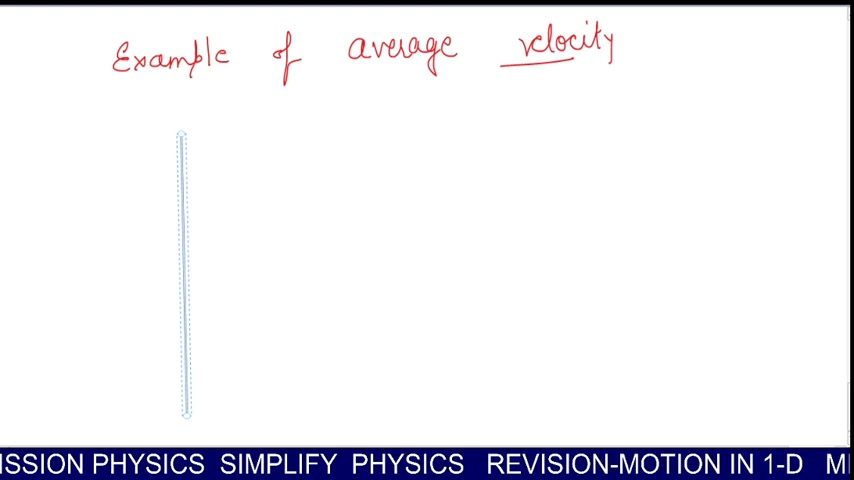 Example of average velocity
ISSION PHYSICS SIMPLIFY PHYSICS REVISION-MOTION IN 1-D M